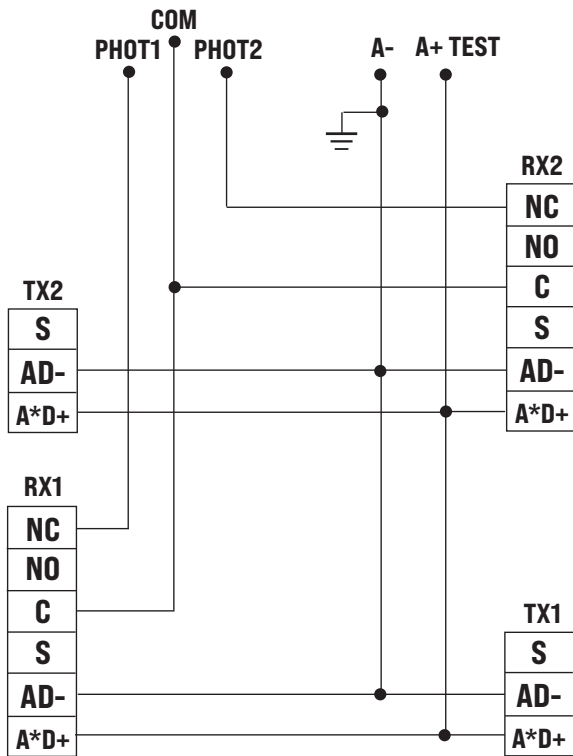 COM
PHOT1 PHOT2 A- A+ TEST
RX2
NC
NO
C
S
AD-
A*D+
TX2
S
AD-
A*D+
RX1
NC
NO
C
S
AD-
A*D+
TX1
S
AD-
A*D+